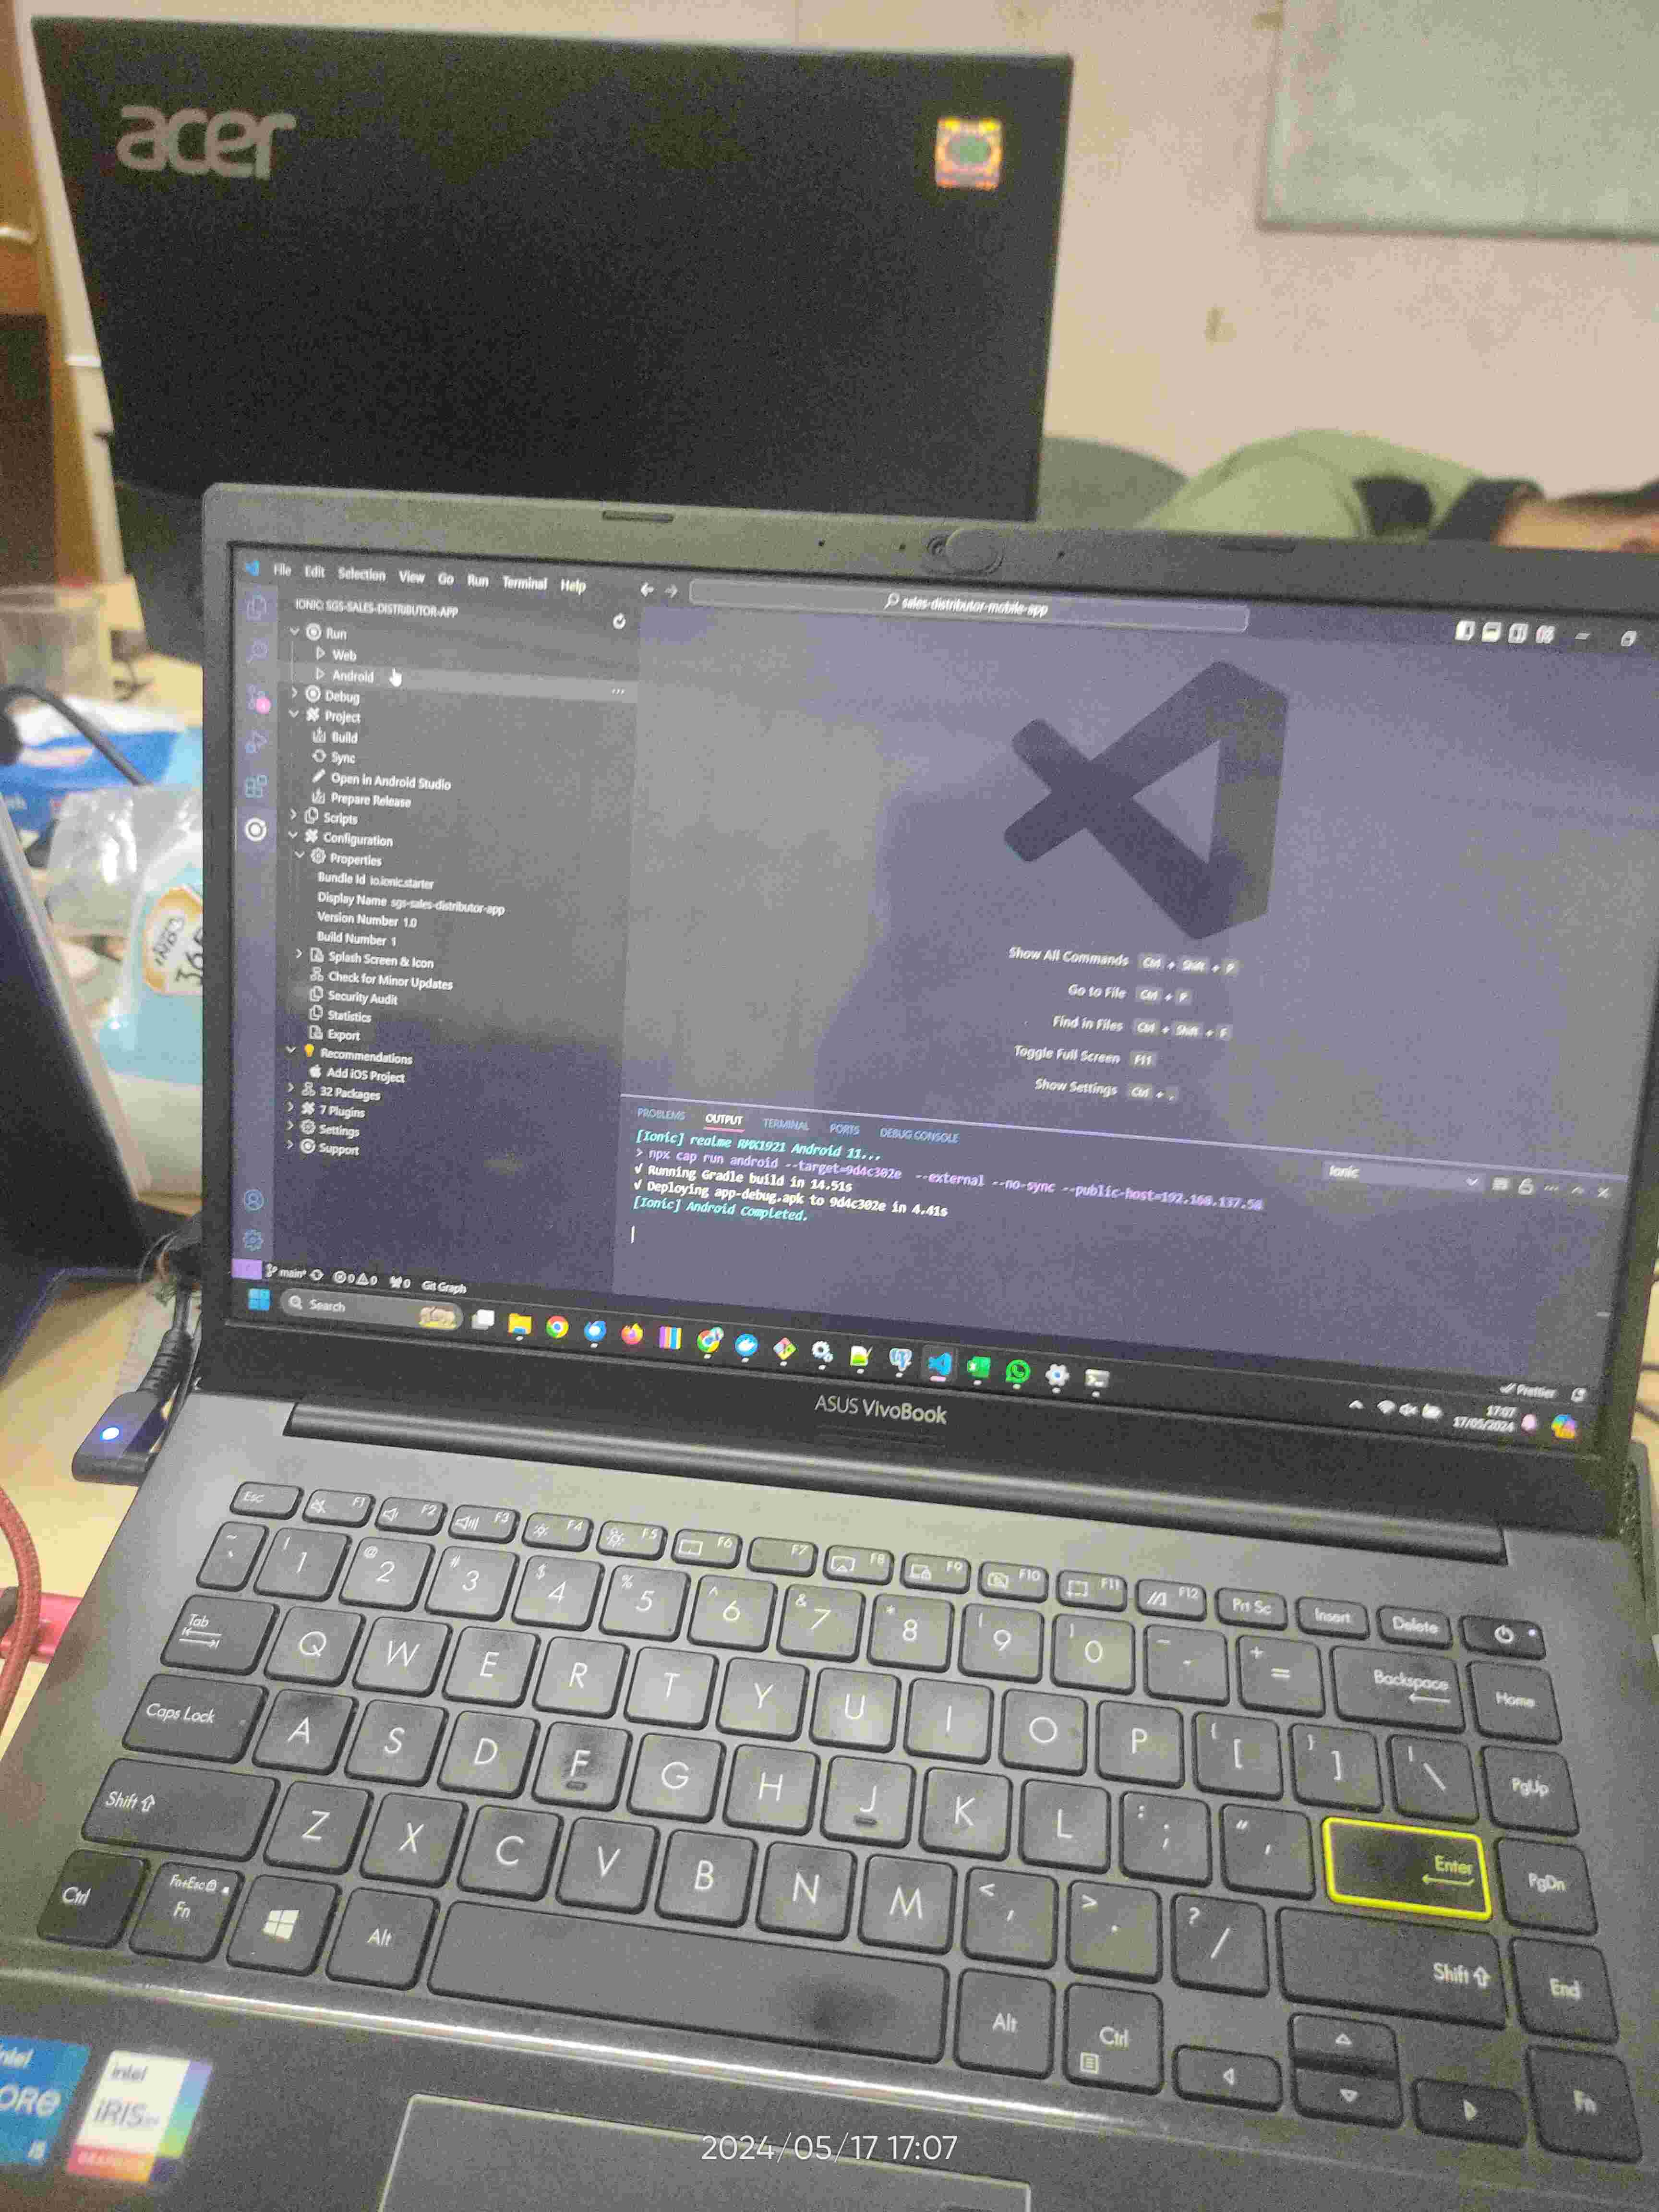 acer
File Edit Selection View Go Run Terminal Help
sales-distributor-mobile-app
IONIC: SGS-SALES-DISTRIBUTOR-APP
Run
Web
Android
Debug
Project
Build
Sync
Open in Android Studio
Prepare Release
Scripts
Configuration
Properties
Bundle Id io.ionic.starter
Display Name sgs-sales-distributor-app
Version Number 1.0
Build Number 1
Splash Screen & Icon
Check for Minor Updates
Security Audit
Statistics
Export
Recommendations
Add iOS Project
32 Packages
7 Plugins
Settings
Support
Show All Commands Ctrl + Shift + P
Go to File Ctrl + P
Find in Files Ctrl + Shift + F
Toggle Full Screen F11
Show Settings Ctrl + ,
PROBLEMS OUTPUT TERMINAL PORTS DEBUG CONSOLE
Ionic
[Ionic] realme RMX1921 Android 11...
> npx cap run android --target=9d4c302e --external --no-sync --public-host=192.168.137.58
√ Running Gradle build in 14.51s
√ Deploying app-debug.apk to 9d4c302e in 4.41s
[Ionic] Android Completed.
main* 0 0 0 Git Graph
Prettier
Search
17:07
17/05/2024
ASUS VivoBook
Esc F1 F2 F3 F4 F5 F6 F7 F8 F9 F10 F11 F12 Prt Sc Insert Delete
~ ` ! 1 @ 2 # 3 $ 4 % 5 ^ 6 & 7 * 8 ( 9 ) 0 - + = Backspace Home
Tab Q W E R T Y U I O P { [ } ] | \ PgUp
Caps Lock A S D F G H J K L : ; " ' Enter PgDn
Shift Z X C V B N M < , > . ? / Shift End
Ctrl Fn+Esc Fn Alt Alt Ctrl Fn
intel
CORE
i5
intel
iRIS
2024/05/17 17:07